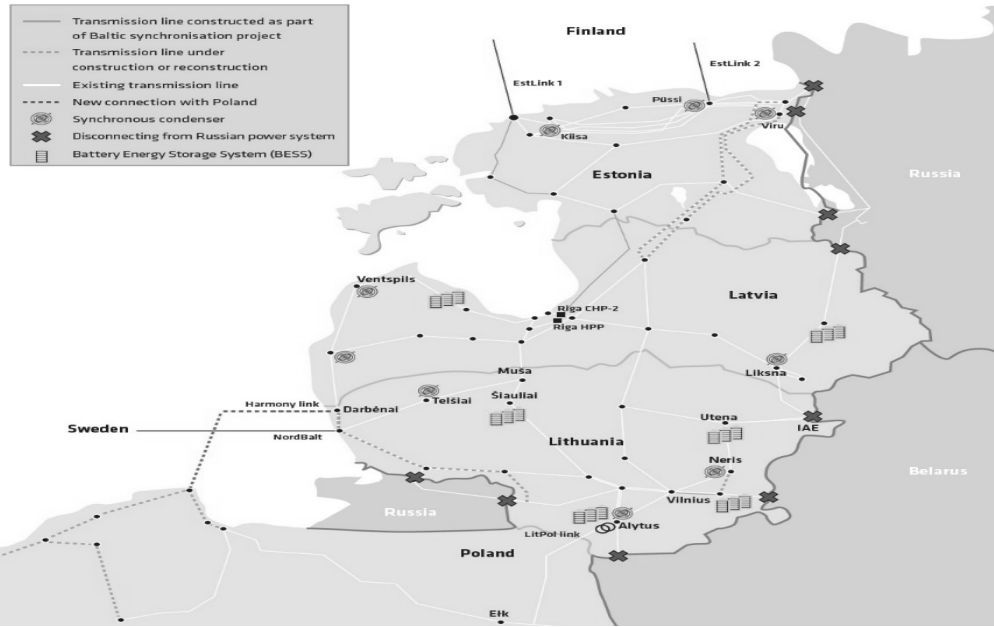 Transmission line constructed as part
of Baltic synchronisation project
Transmission line under
construction or reconstruction
Existing transmission line
New connection with Poland
Synchronous condenser
Disconnecting from Russian power system
Battery Energy Storage System (BESS)
Finland
EstLink 1
EstLink 2
Püssi
Kiisa
Viru
Estonia
Russia
Ventspils
Latvia
Riga CHP-2
Riga HPP
Liksna
Muša
Telšiai
Šiauliai
Harmony link
Darbėnai
Sweden
NordBalt
Utena
IAE
Lithuania
Neris
Belarus
Vilnius
Russia
Alytus
LitPol link
Poland
Ełk